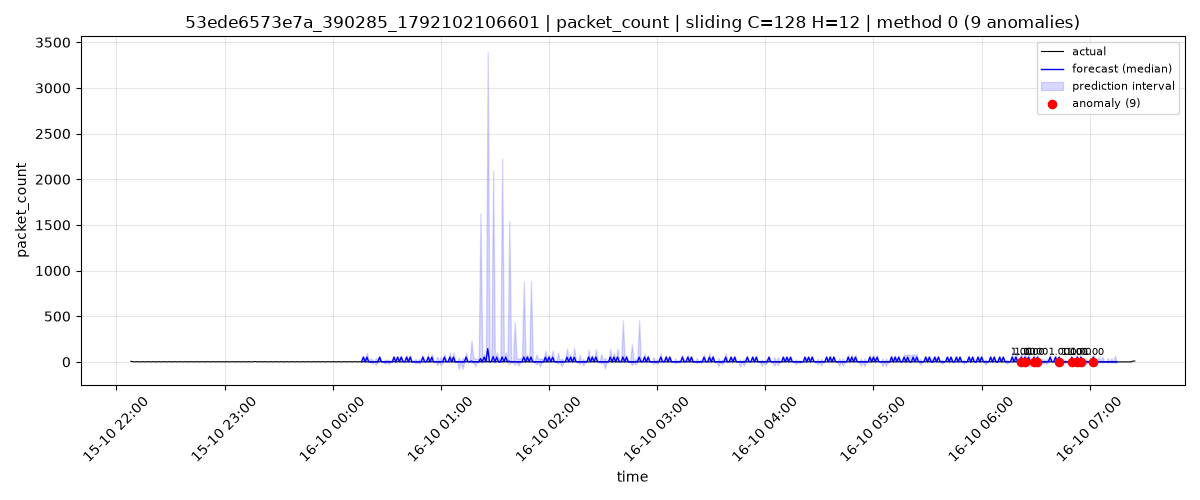 53ede6573e7a_390285_1792102106601 | packet_count | sliding C=128 H=12 | method 0 (9 anomalies)
packet_count
3500
3000
2500
2000
1500
1000
500
0
actual
forecast (median)
prediction interval
anomaly (9)
15-10 22:00
15-10 23:00
16-10 00:00
16-10 01:00
16-10 02:00
16-10 03:00
16-10 04:00
16-10 05:00
16-10 06:00
16-10 07:00
time